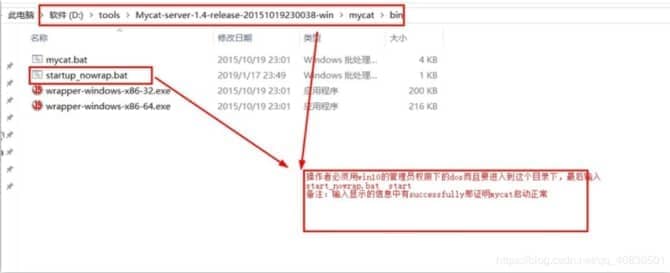 此电脑 › 软件 (D:) › tools › Mycat-server-1.4-release-20151019230038-win › mycat › bin
名称 修改日期 类型 大小
mycat.bat 2015/10/19 23:01 Windows 批处理... 4 KB
startup_nowrap.bat 2019/1/17 23:49 Windows 批处理... 1 KB
wrapper-windows-x86-32.exe 2015/10/19 23:01 应用程序 200 KB
wrapper-windows-x86-64.exe 2015/10/19 23:01 应用程序 216 KB
操作者必须用win10的管理员权限下的dos而且要进入到这个目录下，最后输入
start_nowrap.bat start
备注：输入显示的信息中有successfully那证明mycat启动正常
https://blog.csdn.net/qq_40830501